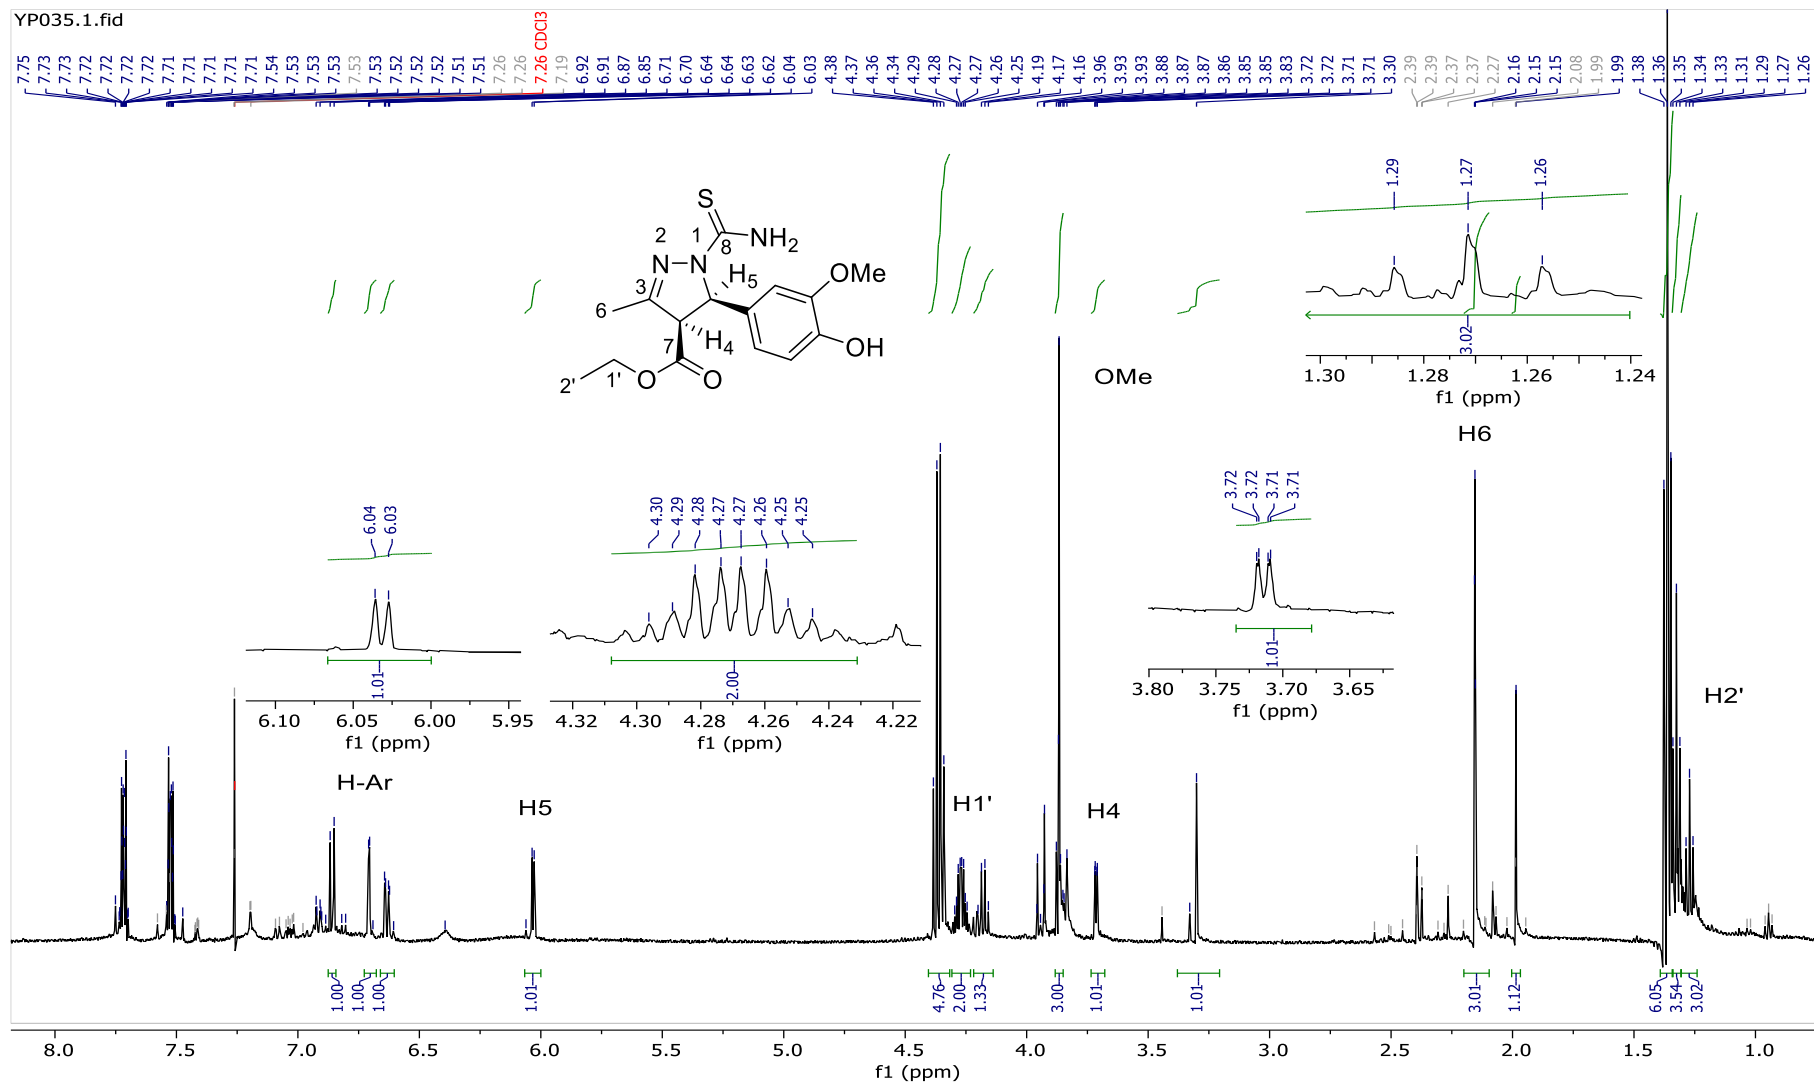 YP035.1.fid
7.75 7.73 7.73 7.72 7.72 7.72 7.72 7.71 7.71 7.71 7.71 7.71 7.54 7.53 7.53 7.53 7.53 7.53 7.52 7.52 7.52 7.51 7.51 7.26 7.26 7.26 CDCl3 7.19 6.92 6.91 6.87 6.85 6.71 6.70 6.64 6.64 6.63 6.62 6.04 6.03 4.38 4.37 4.36 4.34 4.29 4.28 4.27 4.27 4.26 4.25 4.19 4.17 4.16 3.96 3.93 3.93 3.88 3.87 3.87 3.86 3.85 3.85 3.83 3.72 3.72 3.71 3.71 3.30 2.39 2.39 2.37 2.37 2.27 2.16 2.15 2.15 2.08 1.99 1.99 1.38 1.36 1.35 1.34 1.33 1.31 1.29 1.27 1.26
S
2 1 8 NH2
N N H5 OMe
3
6
7 H4 OH
1' O O
2'
1.29 1.27 1.26
3.02
1.30 1.28 1.26 1.24
f1 (ppm)
OMe
H6
6.04 6.03
1.01
6.10 6.05 6.00 5.95
f1 (ppm)
4.30 4.29 4.28 4.27 4.27 4.26 4.25 4.25
2.00
4.32 4.30 4.28 4.26 4.24 4.22
f1 (ppm)
3.72 3.72 3.71 3.71
1.01
3.80 3.75 3.70 3.65
f1 (ppm)
H2'
H-Ar
H5
H1'
H4
1.00 1.00 1.00 1.01 4.76 2.00 1.33 3.00 1.01 1.01 3.01 1.12 6.05 3.54 3.02
8.0 7.5 7.0 6.5 6.0 5.5 5.0 4.5 4.0 3.5 3.0 2.5 2.0 1.5 1.0
f1 (ppm)